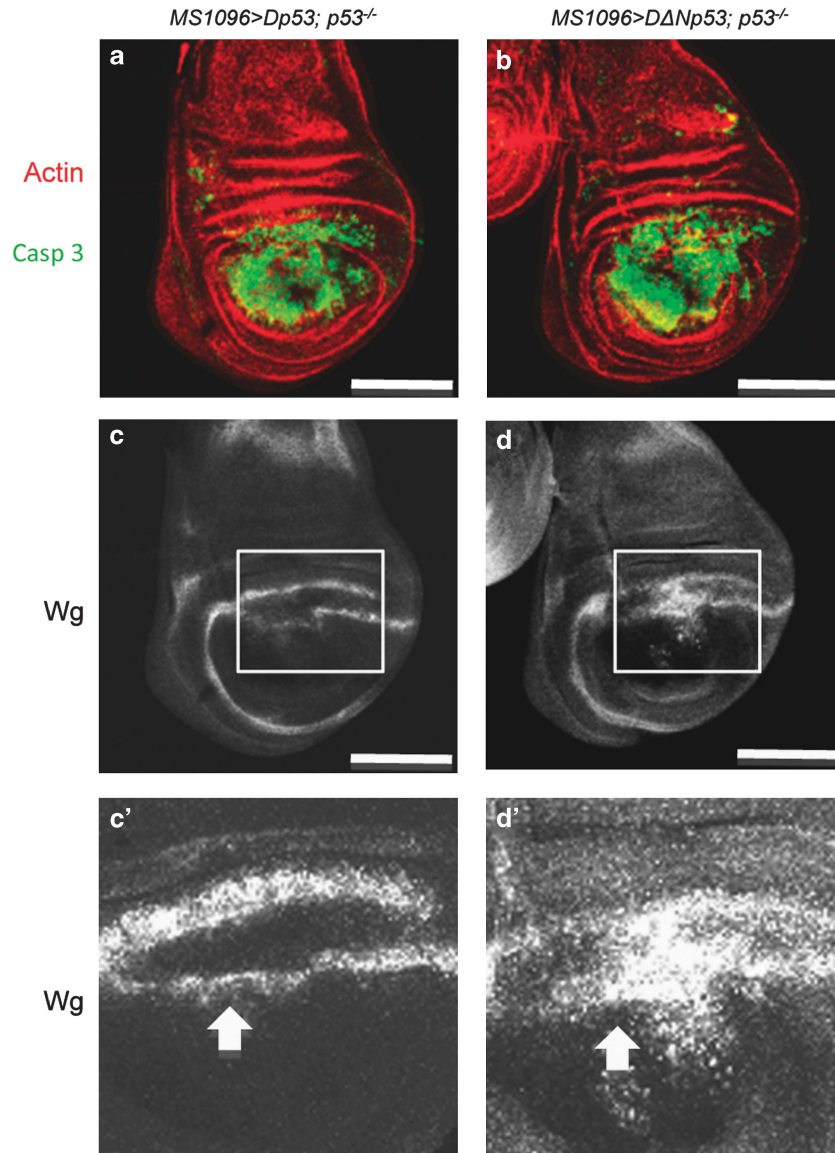 MS1096>Dp53; p53-/-
MS1096>DΔNp53; p53-/-
a
b
Actin
Casp 3
c
d
Wg
c’
d’
Wg